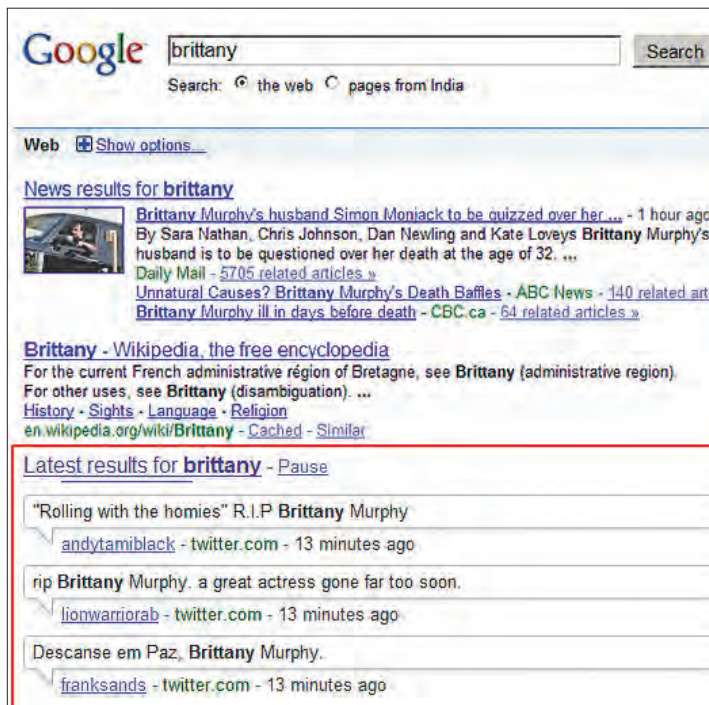 Google brittany Search
Search: the web pages from India
Web Show options...
News results for brittany
Brittany Murphy's husband Simon Monjack to be quizzed over her ... - 1 hour ago
By Sara Nathan, Chris Johnson, Dan Newling and Kate Loveys Brittany Murphy's
husband is to be questioned over her death at the age of 32. ...
Daily Mail - 5705 related articles »
Unnatural Causes? Brittany Murphy's Death Baffles - ABC News - 140 related art
Brittany Murphy ill in days before death - CBC.ca - 64 related articles »
Brittany - Wikipedia, the free encyclopedia
For the current French administrative région of Bretagne, see Brittany (administrative region).
For other uses, see Brittany (disambiguation). ...
History - Sights - Language - Religion
en.wikipedia.org/wiki/Brittany - Cached - Similar
Latest results for brittany - Pause
"Rolling with the homies" R.I.P Brittany Murphy
andytamiblack - twitter.com - 13 minutes ago
rip Brittany Murphy. a great actress gone far too soon.
lionwarriorab - twitter.com - 13 minutes ago
Descanse em Paz, Brittany Murphy.
franksands - twitter.com - 13 minutes ago